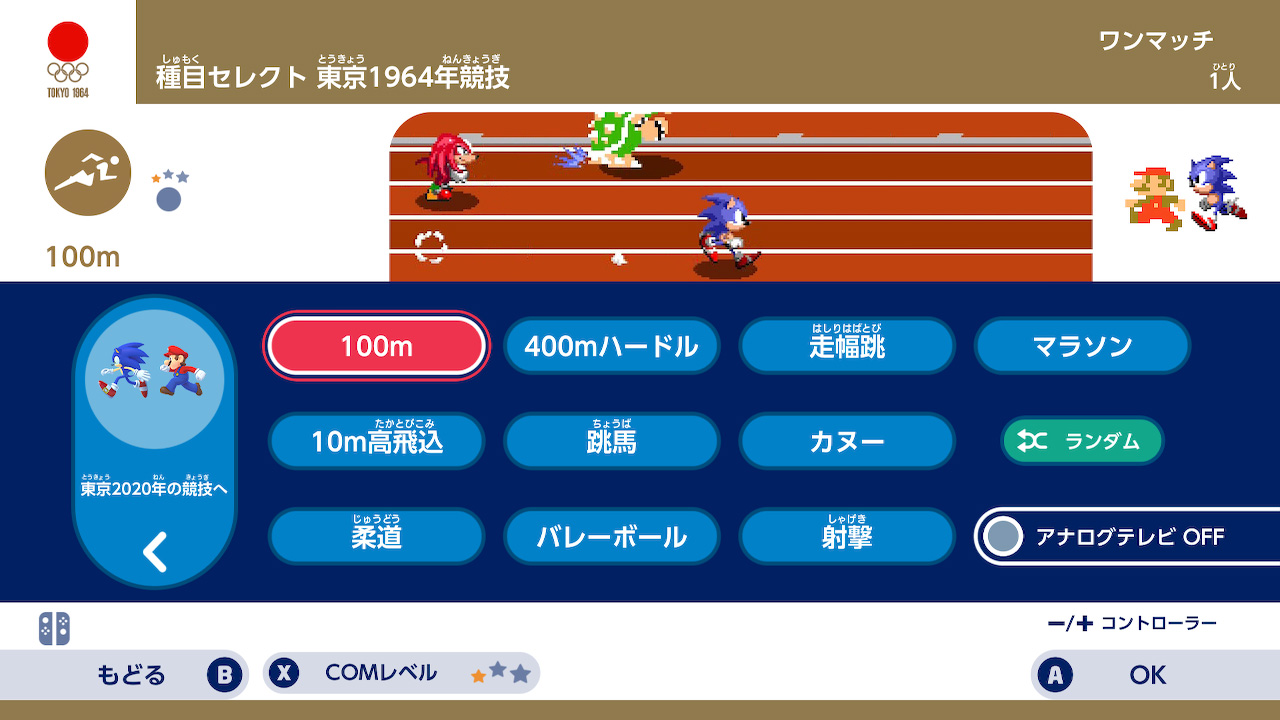 TOKYO 1964
しゅもく とうきょう ねんきょうぎ
種目セレクト 東京1964年競技
ワンマッチ
ひとり
1人
100m
100m
400mハードル
はしりはばとび
走幅跳
マラソン
たかとびこみ
10m高飛込
ちょうば
跳馬
カヌー
ランダム
とうきょう ねん きょうぎ
東京2020年の競技へ
じゅうどう
柔道
バレーボール
しゃげき
射撃
アナログテレビ OFF
−/+ コントローラー
もどる B
X COMレベル
A OK